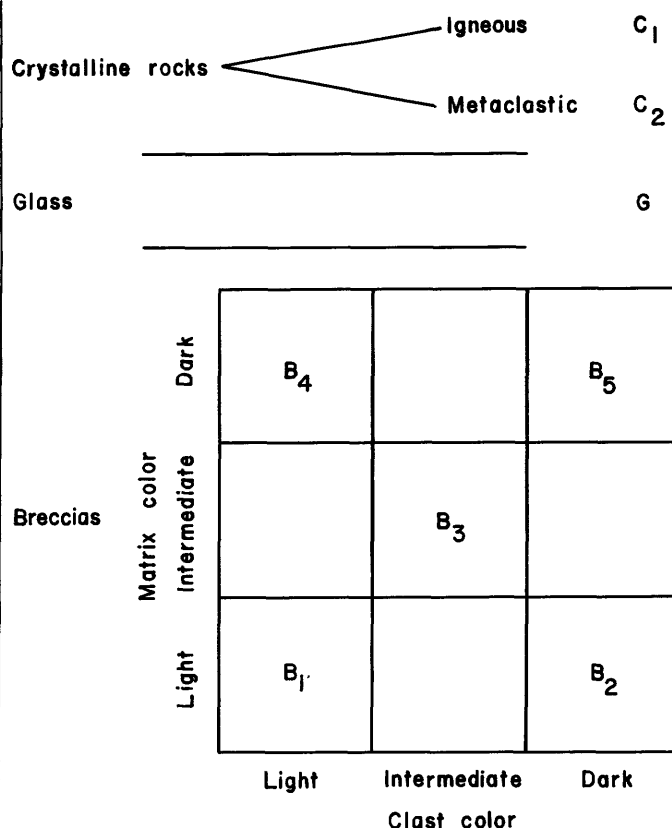 Igneous C1
Crystalline rocks
Metaclastic C2
Glass G
Dark
B4 B5
Breccias
Matrix color
Intermediate
B3
Light
B1 B2
Light Intermediate Dark
Clast color